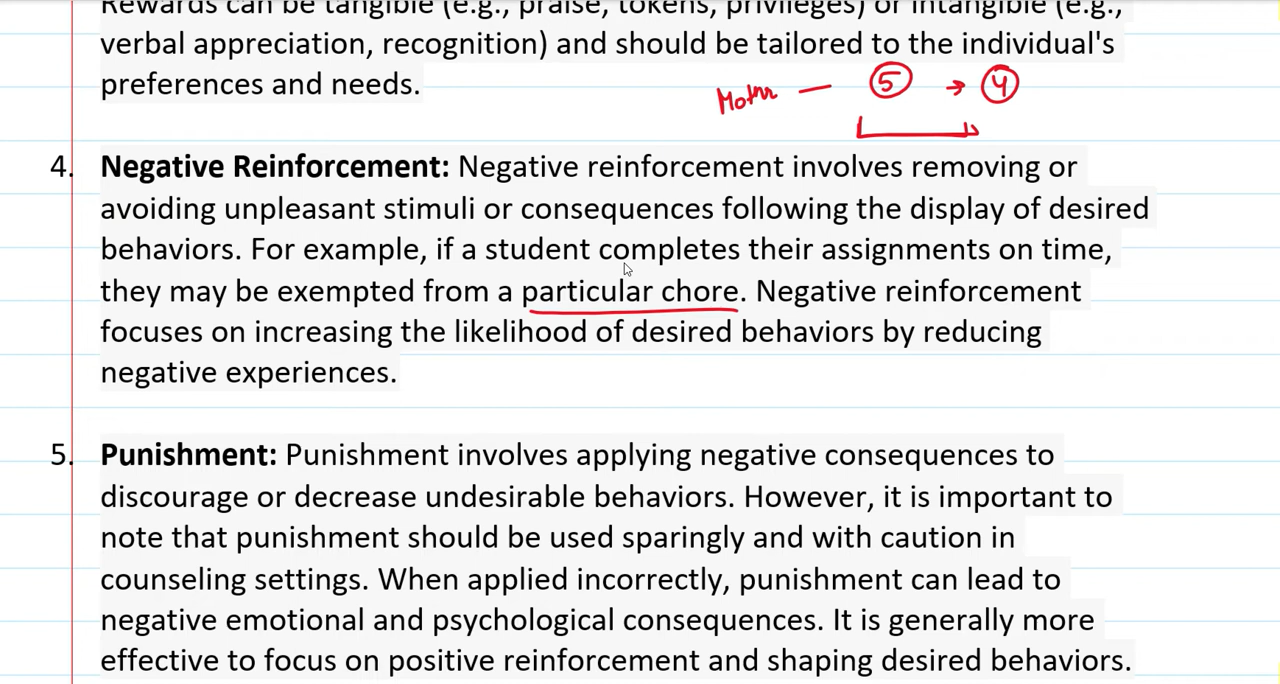 Rewards can be tangible (e.g., praise, tokens, privileges) or intangible (e.g.,
verbal appreciation, recognition) and should be tailored to the individual's
preferences and needs.
5 → 4
4. Negative Reinforcement: Negative reinforcement involves removing or
avoiding unpleasant stimuli or consequences following the display of desired
behaviors. For example, if a student completes their assignments on time,
they may be exempted from a particular chore. Negative reinforcement
focuses on increasing the likelihood of desired behaviors by reducing
negative experiences.
5. Punishment: Punishment involves applying negative consequences to
discourage or decrease undesirable behaviors. However, it is important to
note that punishment should be used sparingly and with caution in
counseling settings. When applied incorrectly, punishment can lead to
negative emotional and psychological consequences. It is generally more
effective to focus on positive reinforcement and shaping desired behaviors.